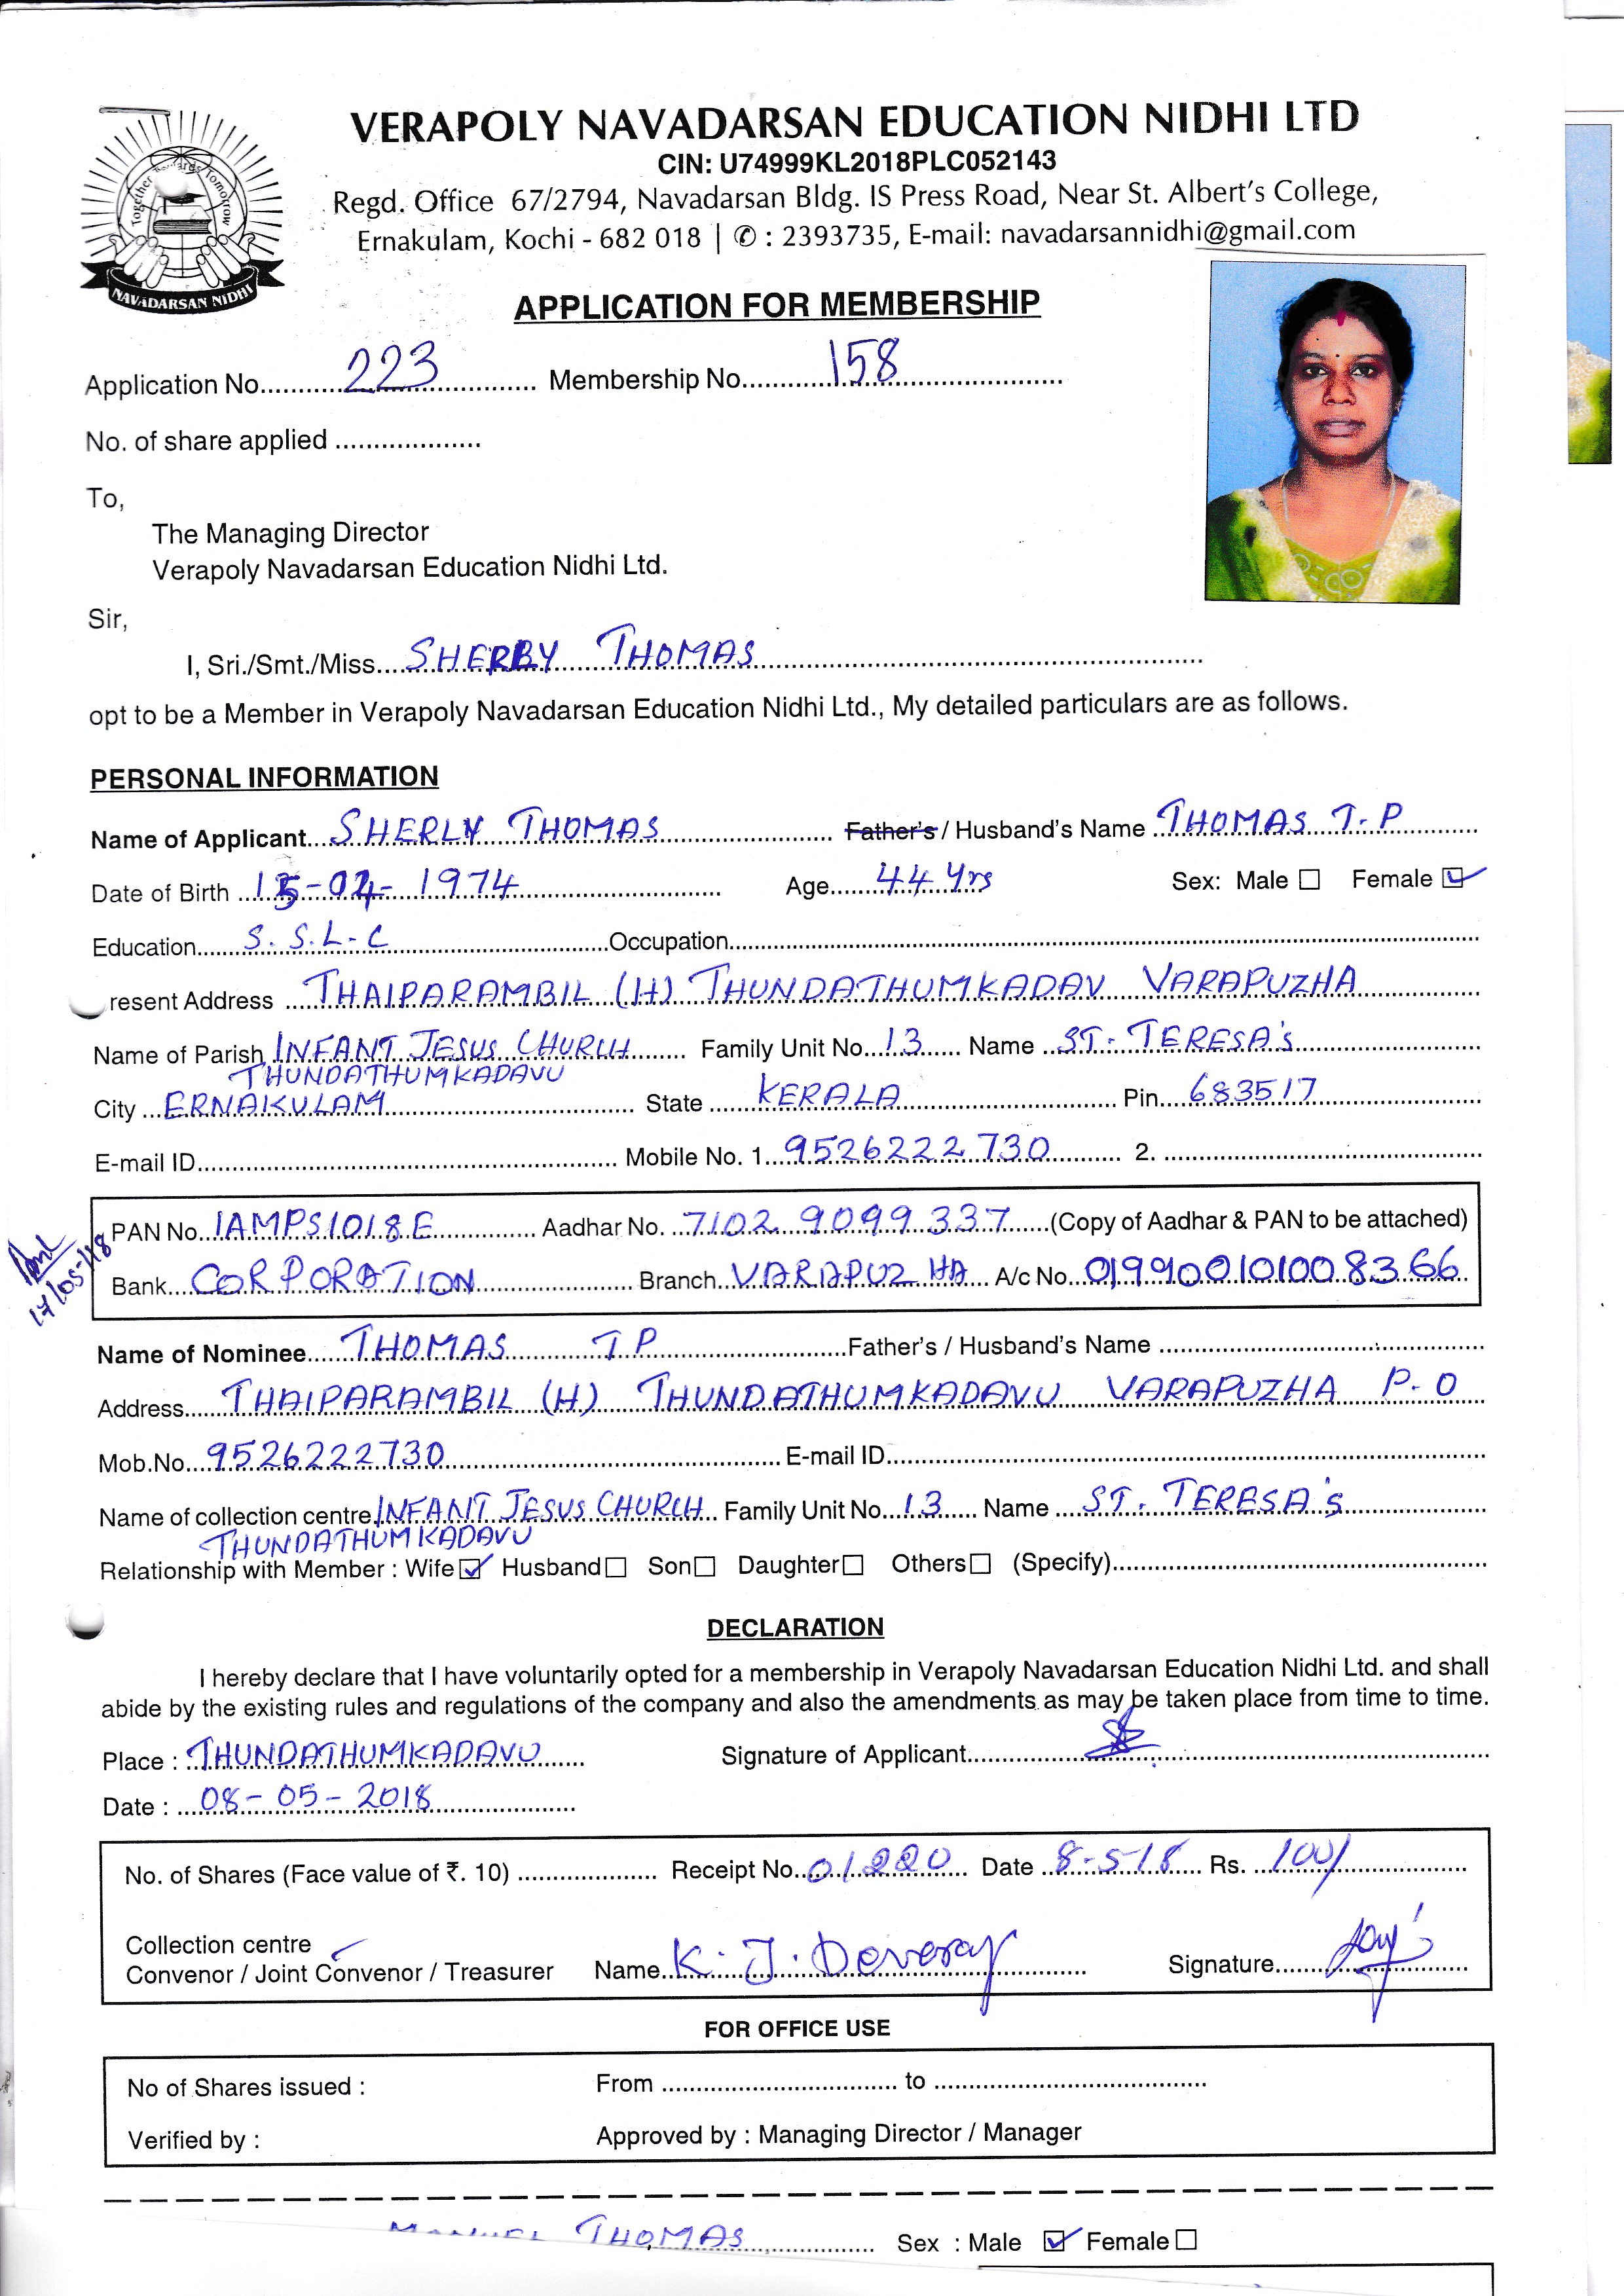 VERAPOLY NAVADARSAN EDUCATION NIDHI LTD
CIN: U74999KL2018PLC052143
Regd. Office 67/2794, Navadarsan Bldg. IS Press Road, Near St. Albert's College,
Ernakulam, Kochi - 682 018 | ✆ : 2393735, E-mail: navadarsannidhi@gmail.com
Together Towards Tomorrow
NAVADARSAN NIDHI
APPLICATION FOR MEMBERSHIP
Application No. 223 Membership No. 158
No. of share applied
To,
The Managing Director
Verapoly Navadarsan Education Nidhi Ltd.
Sir,
I, Sri./Smt./Miss. SHERLY THOMAS
opt to be a Member in Verapoly Navadarsan Education Nidhi Ltd., My detailed particulars are as follows.
PERSONAL INFORMATION
Name of Applicant SHERLY THOMAS Father's / Husband's Name THOMAS T.P
Date of Birth 1974 Age 44 Yrs Sex: Male ☐ Female ☑
Education S.S.L.C Occupation
resent Address THAIPARAMBIL (H) THUNDATHUMKADAV VARAPUZHA
Name of Parish INFANT JESUS CHURCH Family Unit No. 13 Name ST. TERESA'S
THUNDATHUMKADAVU
City ERNAKULAM State KERALA Pin 683517
E-mail ID Mobile No. 1. 9526222730 2.
PAN No. IAMPS1018E Aadhar No. 7102 9099 337 (Copy of Aadhar & PAN to be attached)
17/05/18
Bank CORPORATION Branch VARAPUZHA A/c No. 019900101008366
Name of Nominee THOMAS T P Father's / Husband's Name
Address THAIPARAMBIL (H) THUNDATHUMKADAVU VARAPUZHA P.O
Mob.No. 9526222730 E-mail ID
Name of collection centre INFANT JESUS CHURCH Family Unit No. 13 Name ST. TERESA'S
THUNDATHUMKADAVU
Relationship with Member : Wife ☑ Husband ☐ Son ☐ Daughter ☐ Others ☐ (Specify)
DECLARATION
I hereby declare that I have voluntarily opted for a membership in Verapoly Navadarsan Education Nidhi Ltd. and shall
abide by the existing rules and regulations of the company and also the amendments as may be taken place from time to time.
Place : THUNDATHUMKADAVU Signature of Applicant
Date : 08-05-2018
No. of Shares (Face value of ₹. 10) Receipt No. 01220 Date 8-5-18 Rs. 100/
Collection centre
Convenor / Joint Convenor / Treasurer Name K.J. Signature
FOR OFFICE USE
No of Shares issued : From to
Verified by : Approved by : Managing Director / Manager
THOMAS Sex : Male ☑ Female ☐